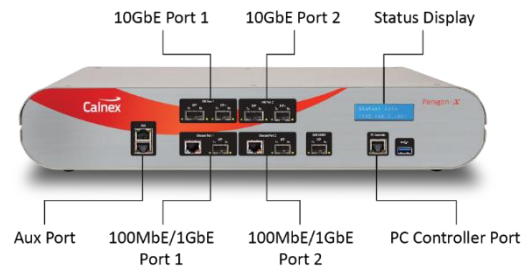 10GbE Port 1
10GbE Port 2
Status Display
Calnex
Paragon-X
Aux Port
100MbE/1GbE
Port 1
100MbE/1GbE
Port 2
PC Controller Port